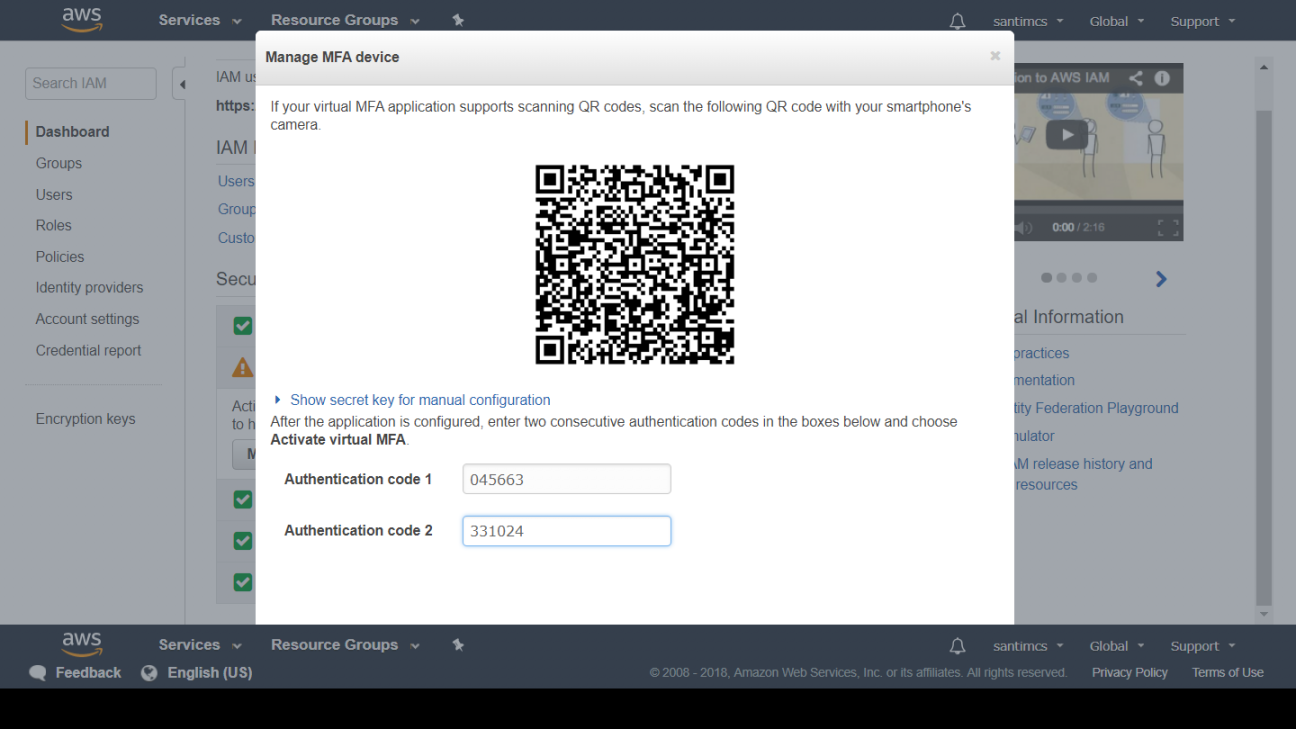 aws Services Resource Groups santimcs Global Support
Manage MFA device
Search IAM
Dashboard
Groups
Users
Roles
Policies
Identity providers
Account settings
Credential report
Encryption keys
IAM
https:
IAM
Users
Group
Custo
Secu
Acti
to h
M
If your virtual MFA application supports scanning QR codes, scan the following QR code with your smartphone's
camera.
Show secret key for manual configuration
After the application is configured, enter two consecutive authentication codes in the boxes below and choose
Activate virtual MFA.
Authentication code 1 045663
Authentication code 2 331024
ion to AWS IAM
0:00 / 2:16
al Information
practices
mentation
tity Federation Playground
mulator
AM release history and
resources
aws Services Resource Groups santimcs Global Support
Feedback English (US) © 2008 - 2018, Amazon Web Services, Inc. or its affiliates. All rights reserved. Privacy Policy Terms of Use